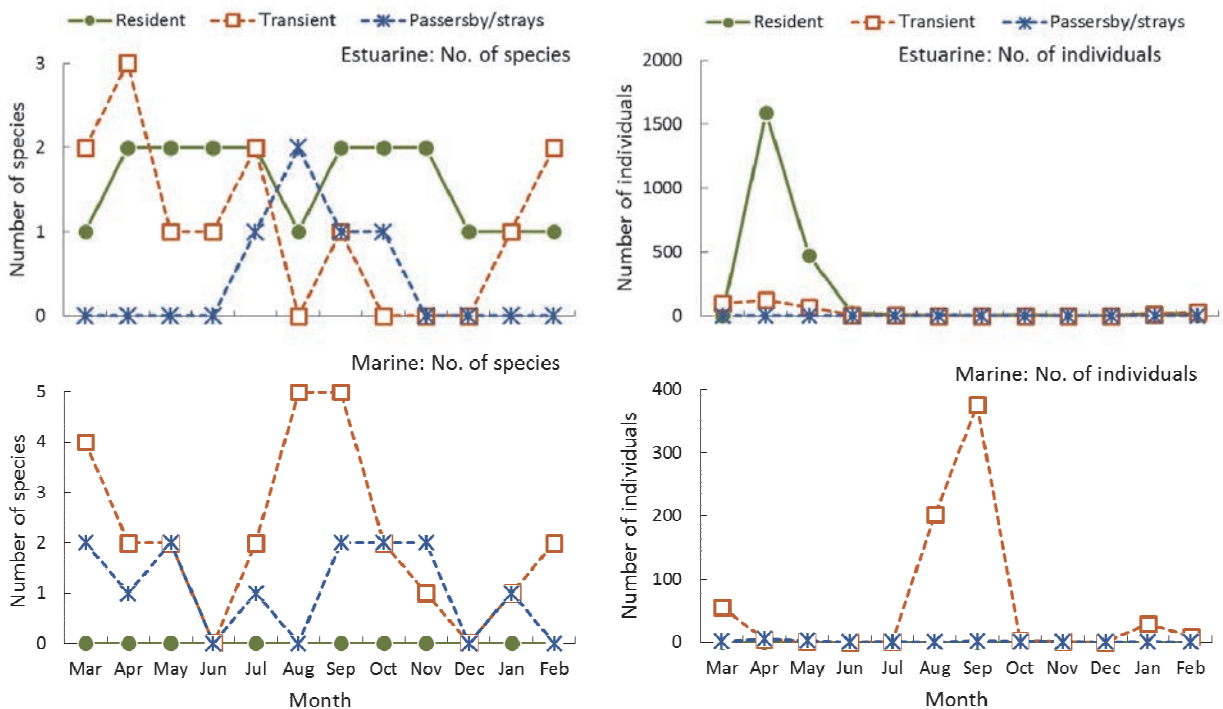 Resident Transient Passersby/strays
Estuarine: No. of species
Number of species
3
2
1
0
Resident Transient Passersby/strays
Estuarine: No. of individuals
Number of individuals
2000
1500
1000
500
0
Marine: No. of species
Number of species
5
4
3
2
1
0
Mar Apr May Jun Jul Aug Sep Oct Nov Dec Jan Feb
Month
Marine: No. of individuals
Number of individuals
400
300
200
100
0
Mar Apr May Jun Jul Aug Sep Oct Nov Dec Jan Feb
Month